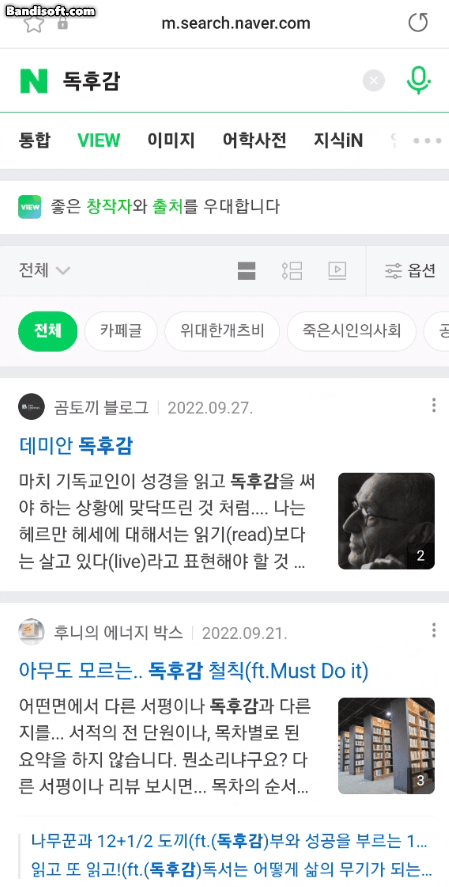 Bandisoft.com
m.search.naver.com
N 독후감
통합 VIEW 이미지 어학사전 지식iN
VIEW 좋은 창작자와 출처를 우대합니다
전체 옵션
전체 카페글 위대한개츠비 죽은시인의사회
곰토끼 블로그 2022.09.27.
데미안 독후감
마치 기독교인이 성경을 읽고 독후감을 써
야 하는 상황에 맞닥뜨린 것 처럼.... 나는
헤르만 헤세에 대해서는 읽기(read)보다
는 살고 있다(live)라고 표현해야 할 것 ...
2
후니의 에너지 박스 2022.09.21.
아무도 모르는.. 독후감 철칙(ft.Must Do it)
어떤면에서 다른 서평이나 독후감과 다른
지를... 서적의 전 단원이나, 목차별로 된
요약을 하지 않습니다. 뭔소리냐구요? 다
른 서평이나 리뷰 보시면... 목차의 순서...
3
나무꾼과 12+1/2 도끼(ft.(독후감)부와 성공을 부르는 1...
읽고 또 읽고!(ft.(독후감)독서는 어떻게 삶의 무기가 되는...